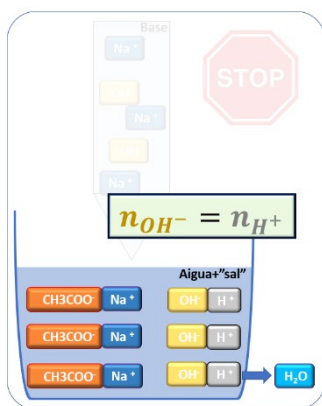 Base
Na⁺
STOP
OH⁻
Na⁺
OH⁻
Na⁺
n_OH⁻ = n_H⁺
Aigua+"sal"
CH3COO⁻ Na⁺ OH⁻ H⁺
CH3COO⁻ Na⁺ OH⁻ H⁺
CH3COO⁻ Na⁺ OH⁻ H⁺ H₂O